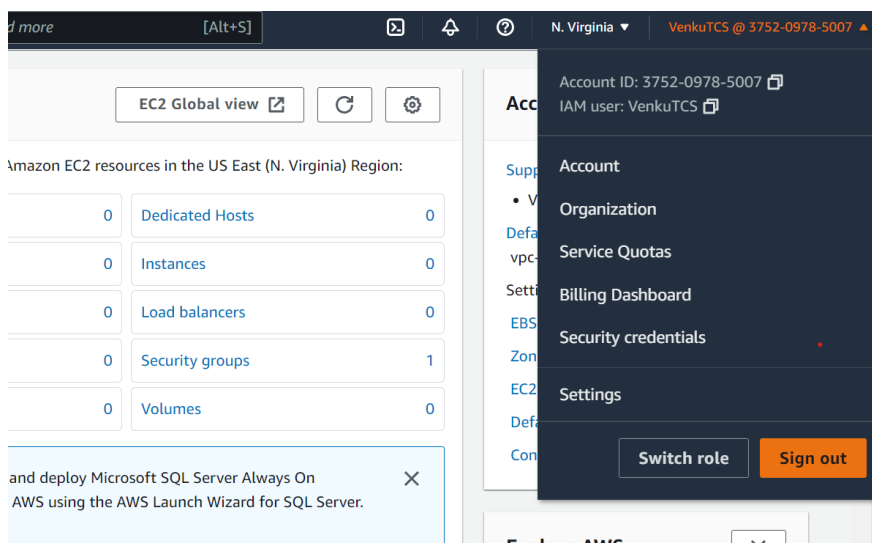 d more [Alt+S] N. Virginia VenkuTCS @ 3752-0978-5007
EC2 Global view
Amazon EC2 resources in the US East (N. Virginia) Region:
0 Dedicated Hosts 0
0 Instances 0
0 Load balancers 0
0 Security groups 1
0 Volumes 0
and deploy Microsoft SQL Server Always On
AWS using the AWS Launch Wizard for SQL Server.
Acc
Supp
• V
Defa
vpc-
Setti
EBS
Zon
EC2
Defa
Con
Account ID: 3752-0978-5007
IAM user: VenkuTCS
Account
Organization
Service Quotas
Billing Dashboard
Security credentials
Settings
Switch role Sign out